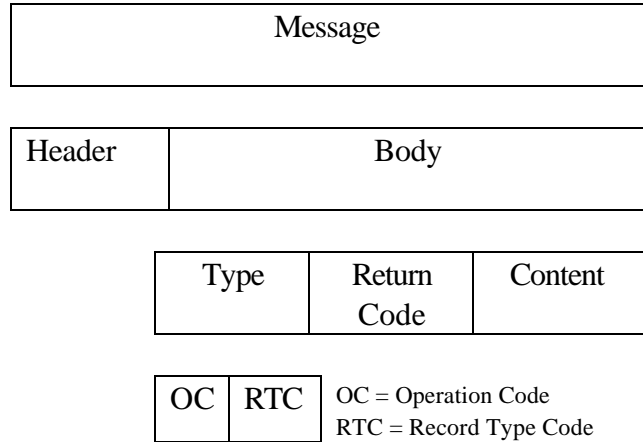 Message
Header Body
Type Return Content
Code
OC RTC OC = Operation Code
RTC = Record Type Code